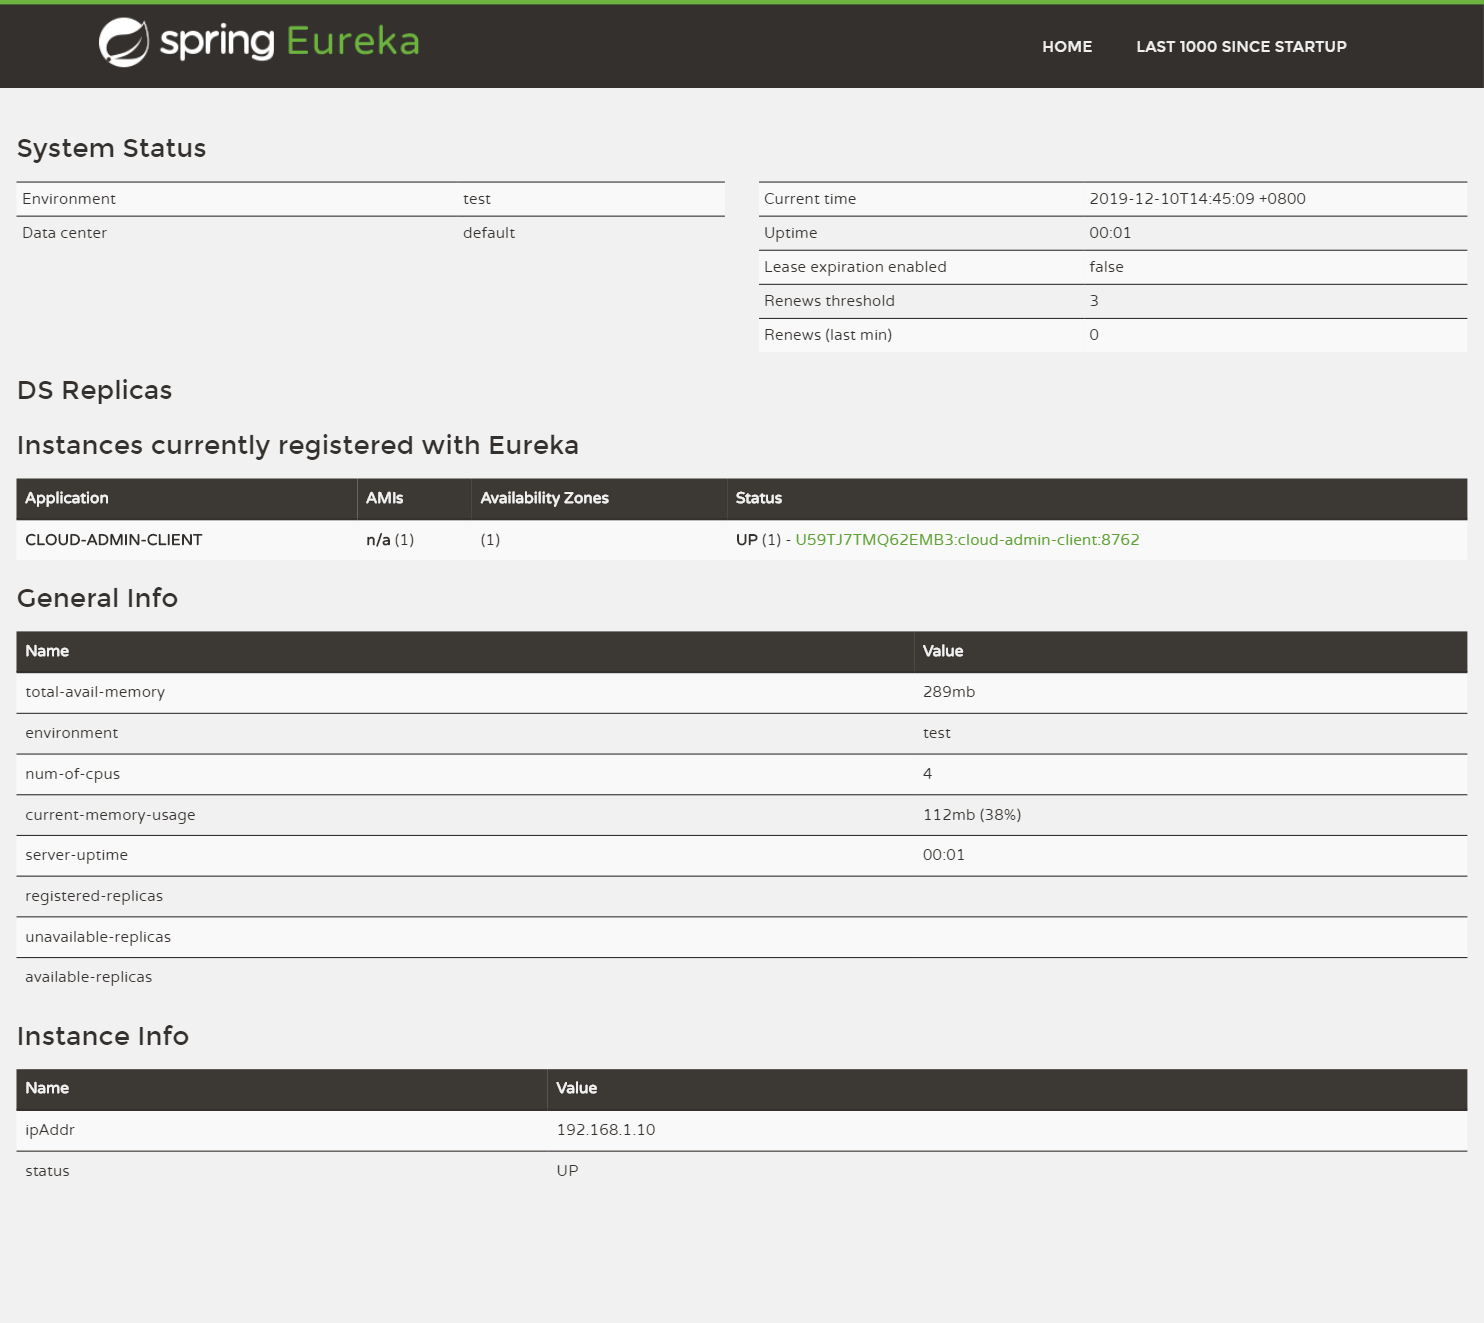 spring Eureka
HOME LAST 1000 SINCE STARTUP
System Status
Environment test
Data center default
Current time 2019-12-10T14:45:09 +0800
Uptime 00:01
Lease expiration enabled false
Renews threshold 3
Renews (last min) 0
DS Replicas
Instances currently registered with Eureka
Application AMIs Availability Zones Status
CLOUD-ADMIN-CLIENT n/a (1) (1) UP (1) - U59TJ7TMQ62EMB3:cloud-admin-client:8762
General Info
Name Value
total-avail-memory 289mb
environment test
num-of-cpus 4
current-memory-usage 112mb (38%)
server-uptime 00:01
registered-replicas
unavailable-replicas
available-replicas
Instance Info
Name Value
ipAddr 192.168.1.10
status UP